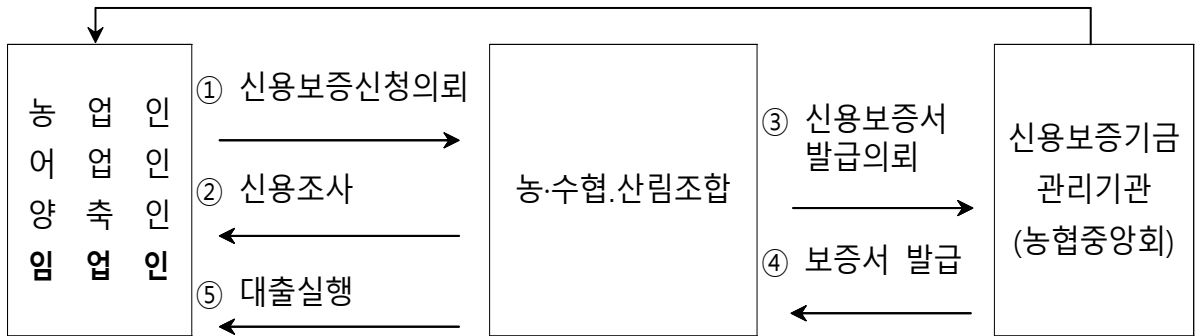 농 업 인
어 업 인
양 축 인
임 업 인
① 신용보증신청의뢰
② 신용조사
⑤ 대출실행
농·수협.산림조합
③ 신용보증서
발급의뢰
④ 보증서 발급
신용보증기금
관리기관
(농협중앙회)